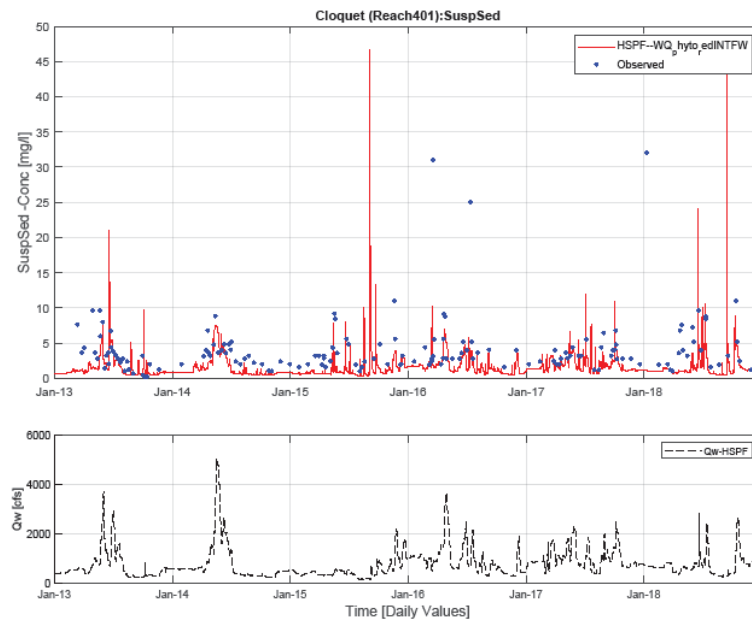 Cloquet (Reach401):SuspSed
50
45
40
35
30
25
20
15
10
5
0
SuspSed -Conc [mg/l]
HSPF--WQphytoredINTFW
Observed
Jan-13 Jan-14 Jan-15 Jan-16 Jan-17 Jan-18
6000
4000
2000
0
Qw [cfs]
Qw-HSPF
Jan-13 Jan-14 Jan-15 Jan-16 Jan-17 Jan-18
Time [Daily Values]